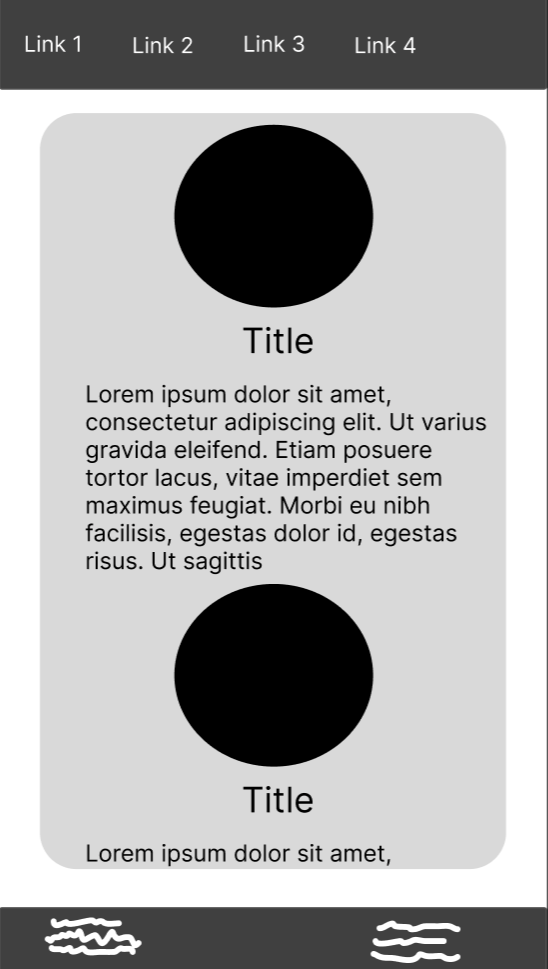 Link 1 Link 2 Link 3 Link 4
Title
Lorem ipsum dolor sit amet,
consectetur adipiscing elit. Ut varius
gravida eleifend. Etiam posuere
tortor lacus, vitae imperdiet sem
maximus feugiat. Morbi eu nibh
facilisis, egestas dolor id, egestas
risus. Ut sagittis
Title
Lorem ipsum dolor sit amet,